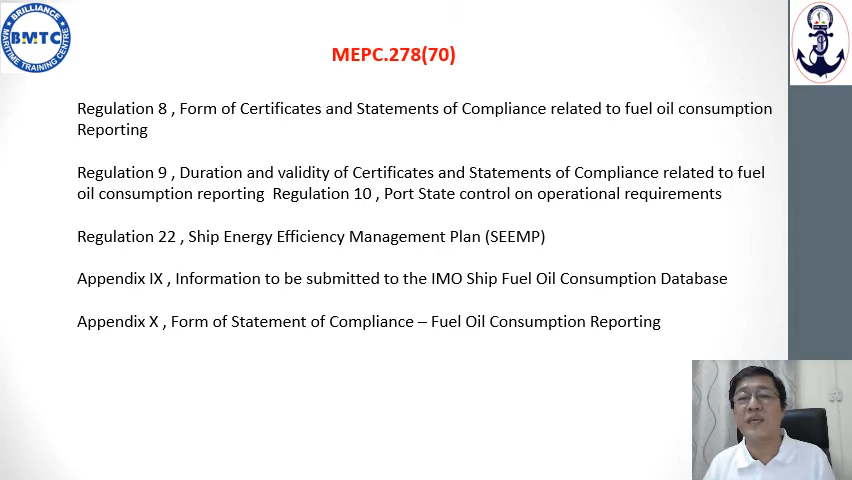 BRILLIANCE
BMTC
MARITIME TRAINING CENTRE
MEPC.278(70)
Regulation 8 , Form of Certificates and Statements of Compliance related to fuel oil consumption
Reporting
Regulation 9 , Duration and validity of Certificates and Statements of Compliance related to fuel
oil consumption reporting  Regulation 10 , Port State control on operational requirements
Regulation 22 , Ship Energy Efficiency Management Plan (SEEMP)
Appendix IX , Information to be submitted to the IMO Ship Fuel Oil Consumption Database
Appendix X , Form of Statement of Compliance – Fuel Oil Consumption Reporting